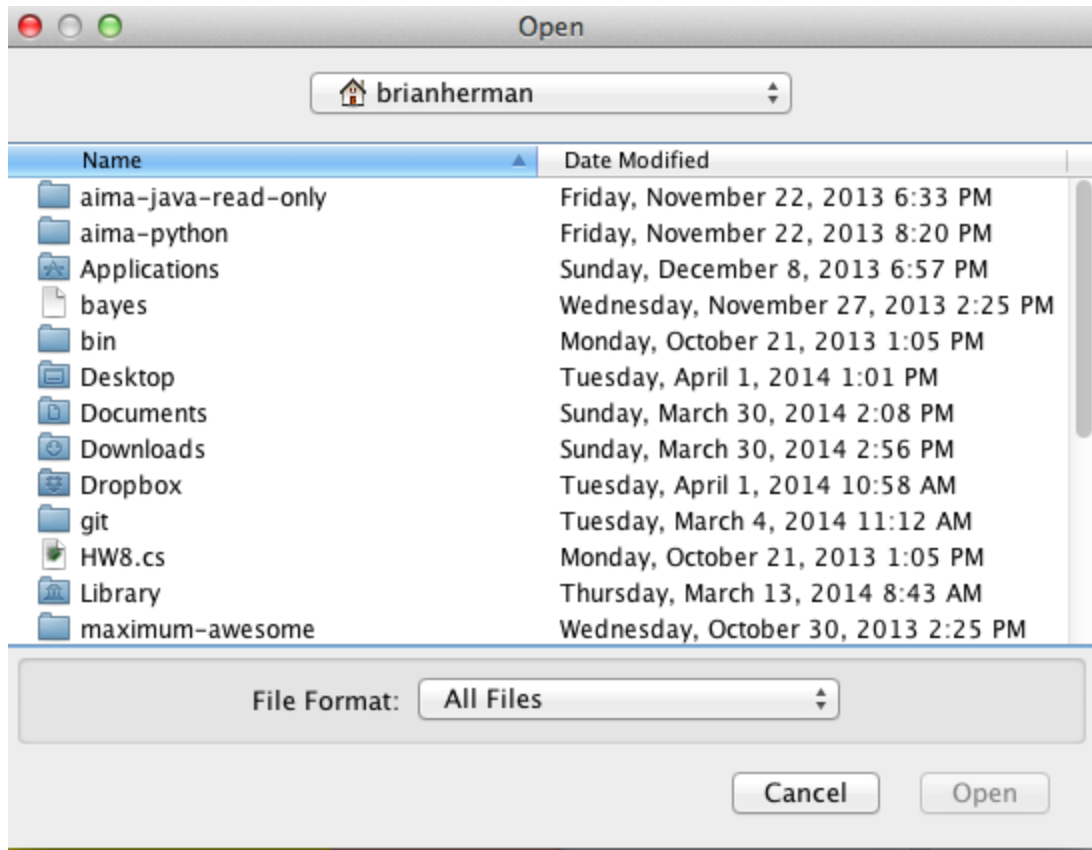 Open
brianherman
Name Date Modified
aima-java-read-only Friday, November 22, 2013 6:33 PM
aima-python Friday, November 22, 2013 8:20 PM
Applications Sunday, December 8, 2013 6:57 PM
bayes Wednesday, November 27, 2013 2:25 PM
bin Monday, October 21, 2013 1:05 PM
Desktop Tuesday, April 1, 2014 1:01 PM
Documents Sunday, March 30, 2014 2:08 PM
Downloads Sunday, March 30, 2014 2:56 PM
Dropbox Tuesday, April 1, 2014 10:58 AM
git Tuesday, March 4, 2014 11:12 AM
HW8.cs Monday, October 21, 2013 1:05 PM
Library Thursday, March 13, 2014 8:43 AM
maximum-awesome Wednesday, October 30, 2013 2:25 PM
File Format: All Files
Cancel Open